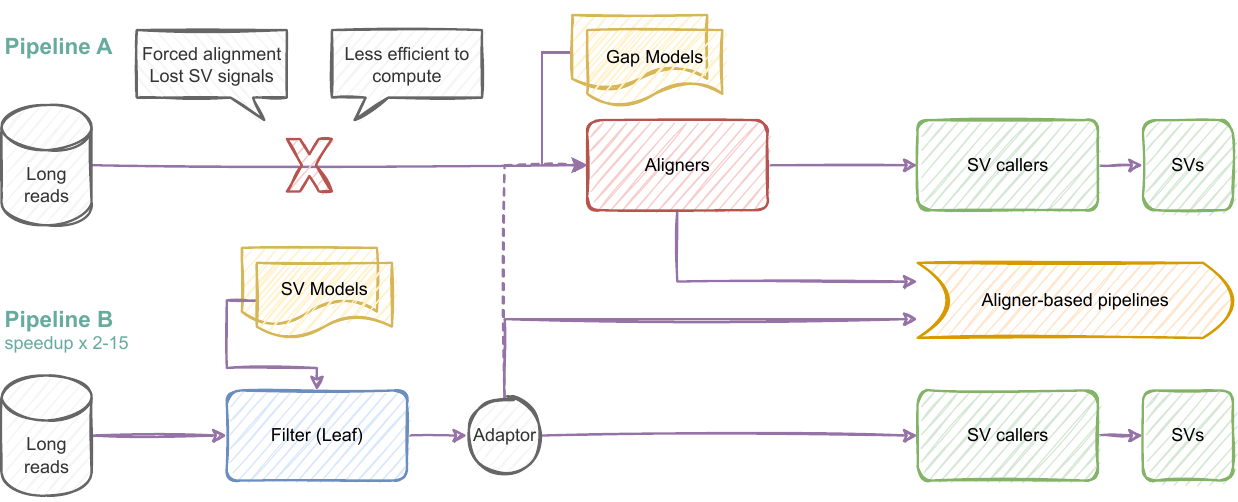 Pipeline A
Forced alignment
Lost SV signals
Less efficient to
compute
Gap Models
Long
reads
X
Aligners
SV callers
SVs
SV Models
Aligner-based pipelines
Pipeline B
speedup x 2-15
Long
reads
Filter (Leaf)
Adaptor
SV callers
SVs